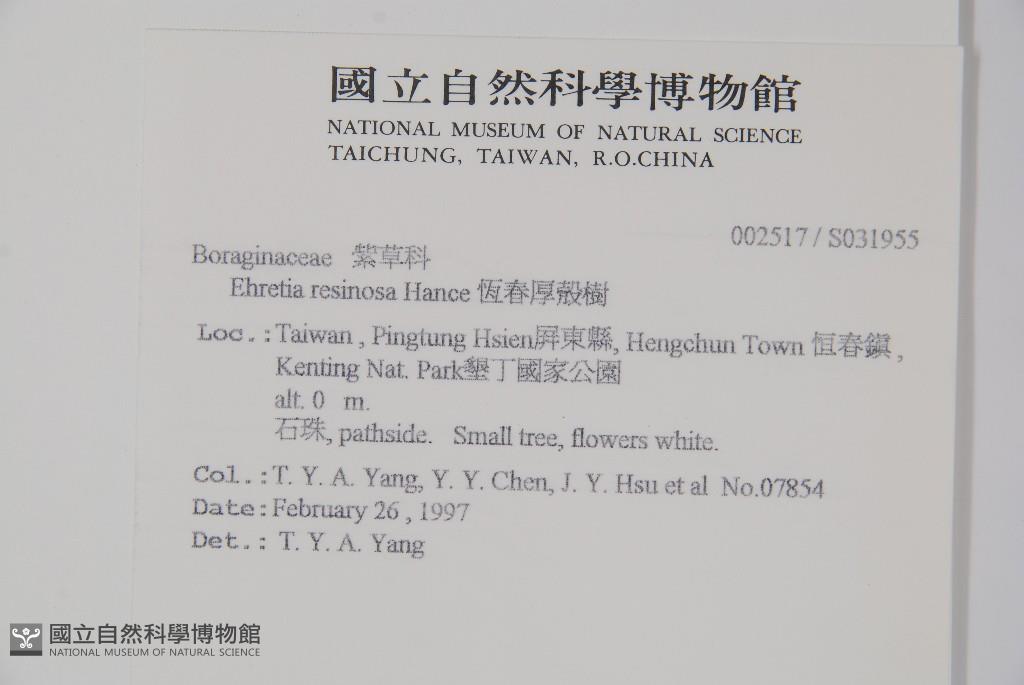 國立自然科學博物館
NATIONAL MUSEUM OF NATURAL SCIENCE
TAICHUNG, TAIWAN, R.O.CHINA
002517 / S031955
Boraginaceae 紫草科
Ehretia resinosa Hance 恆春厚殼樹
Loc.: Taiwan , Pingtung Hsien屏東縣, Hengchun Town 恒春鎮 ,
Kenting Nat. Park墾丁國家公園
alt. 0 m.
石珠, pathside. Small tree, flowers white.
Col.: T. Y. A. Yang, Y. Y. Chen, J. Y. Hsu et al No.07854
Date: February 26 , 1997
Det.: T. Y. A. Yang
國立自然科學博物館
NATIONAL MUSEUM OF NATURAL SCIENCE